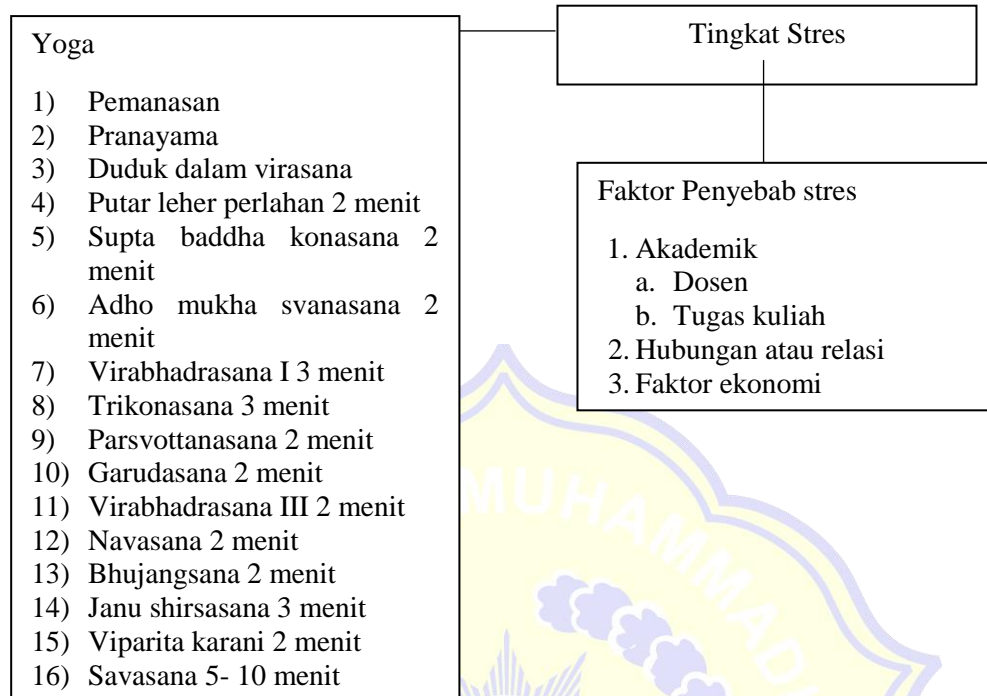 Yoga
1) Pemanasan
2) Pranayama
3) Duduk dalam virasana
4) Putar leher perlahan 2 menit
5) Supta baddha konasana 2
menit
6) Adho mukha svanasana 2
menit
7) Virabhadrasana I 3 menit
8) Trikonasana 3 menit
9) Parsvottanasana 2 menit
10) Garudasana 2 menit
11) Virabhadrasana III 2 menit
12) Navasana 2 menit
13) Bhujangsana 2 menit
14) Janu shirsasana 3 menit
15) Viparita karani 2 menit
16) Savasana 5- 10 menit
Tingkat Stres
Faktor Penyebab stres
1. Akademik
a. Dosen
b. Tugas kuliah
2. Hubungan atau relasi
3. Faktor ekonomi
MUHAMMAD